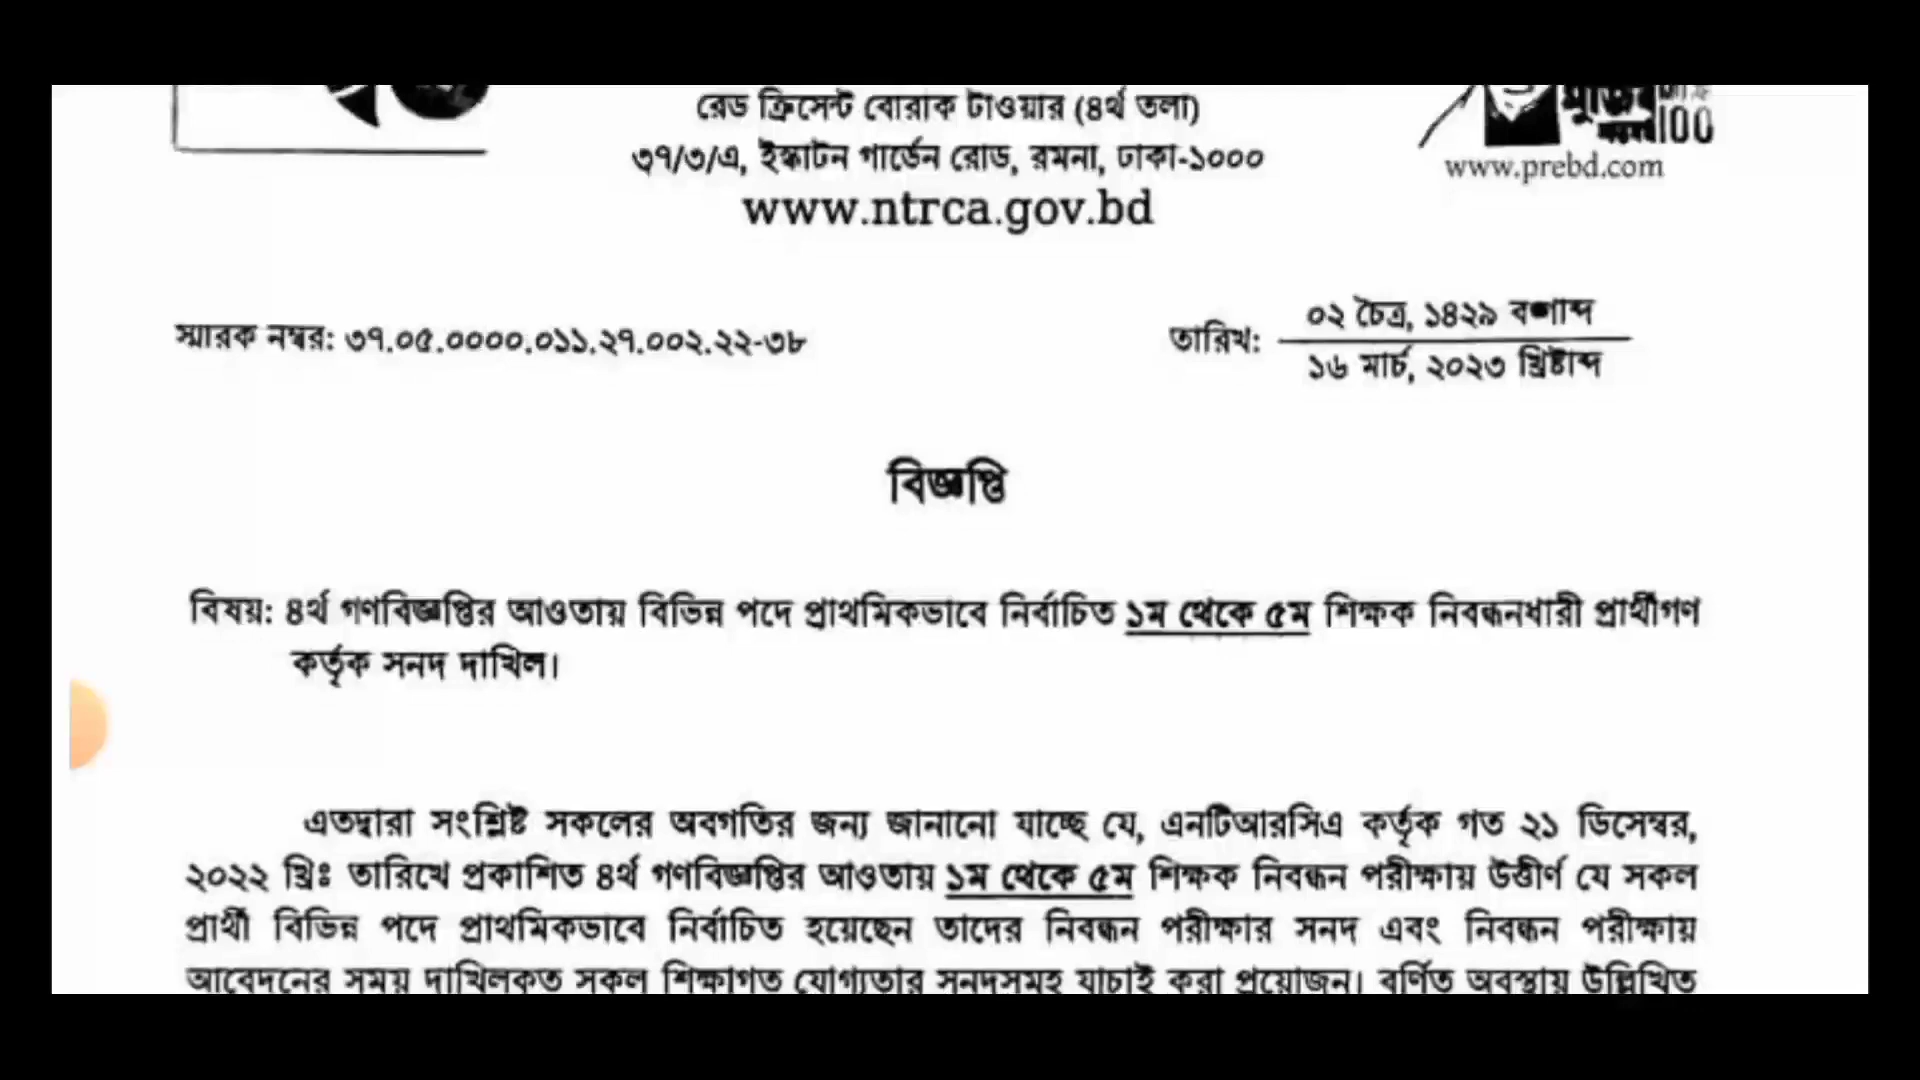 রেড ক্রিসেন্ট বোরাক টাওয়ার (৪র্থ তলা)
৩৭/৩/এ, ইস্কাটন গার্ডেন রোড, রমনা, ঢাকা-১০০০
www.ntrca.gov.bd
100
www.prebd.com
স্মারক নম্বর: ৩৭.০৫.০০০০.০১১.২৭.০০২.২২-৩৮
তারিখ:
০২ চৈত্র, ১৪২৯ বঙ্গাব্দ
১৬ মার্চ, ২০২৩ খ্রিষ্টাব্দ
বিজ্ঞপ্তি
বিষয়: ৪র্থ গণবিজ্ঞপ্তির আওতায় বিভিন্ন পদে প্রাথমিকভাবে নির্বাচিত ১ম থেকে ৫ম শিক্ষক নিবন্ধনধারী প্রার্থীগণ
কর্তৃক সনদ দাখিল।
এতদ্বারা সংশ্লিষ্ট সকলের অবগতির জন্য জানানো যাচ্ছে যে, এনটিআরসিএ কর্তৃক গত ২১ ডিসেম্বর,
২০২২ খ্রিঃ তারিখে প্রকাশিত ৪র্থ গণবিজ্ঞপ্তির আওতায় ১ম থেকে ৫ম শিক্ষক নিবন্ধন পরীক্ষায় উত্তীর্ণ যে সকল
প্রার্থী বিভিন্ন পদে প্রাথমিকভাবে নির্বাচিত হয়েছেন তাদের নিবন্ধন পরীক্ষার সনদ এবং নিবন্ধন পরীক্ষায়
আবেদনের সময় দাখিলকৃত সকল শিক্ষাগত যোগ্যতার সনদসমূহ যাচাই করা প্রয়োজন। বর্ণিত অবস্থায় উল্লিখিত